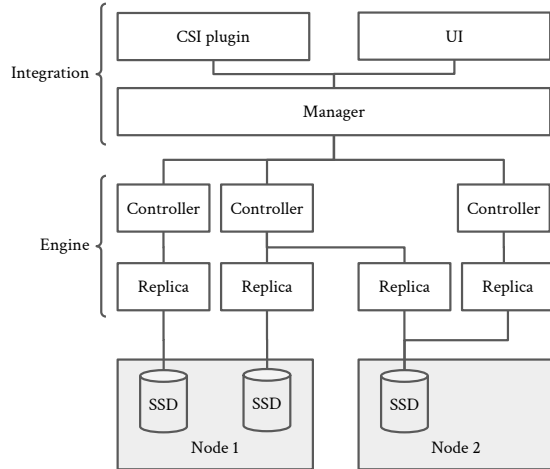 CSI plugin
UI
Integration
Manager
Controller
Controller
Controller
Engine
Replica
Replica
Replica
Replica
SSD
SSD
SSD
Node 1
Node 2